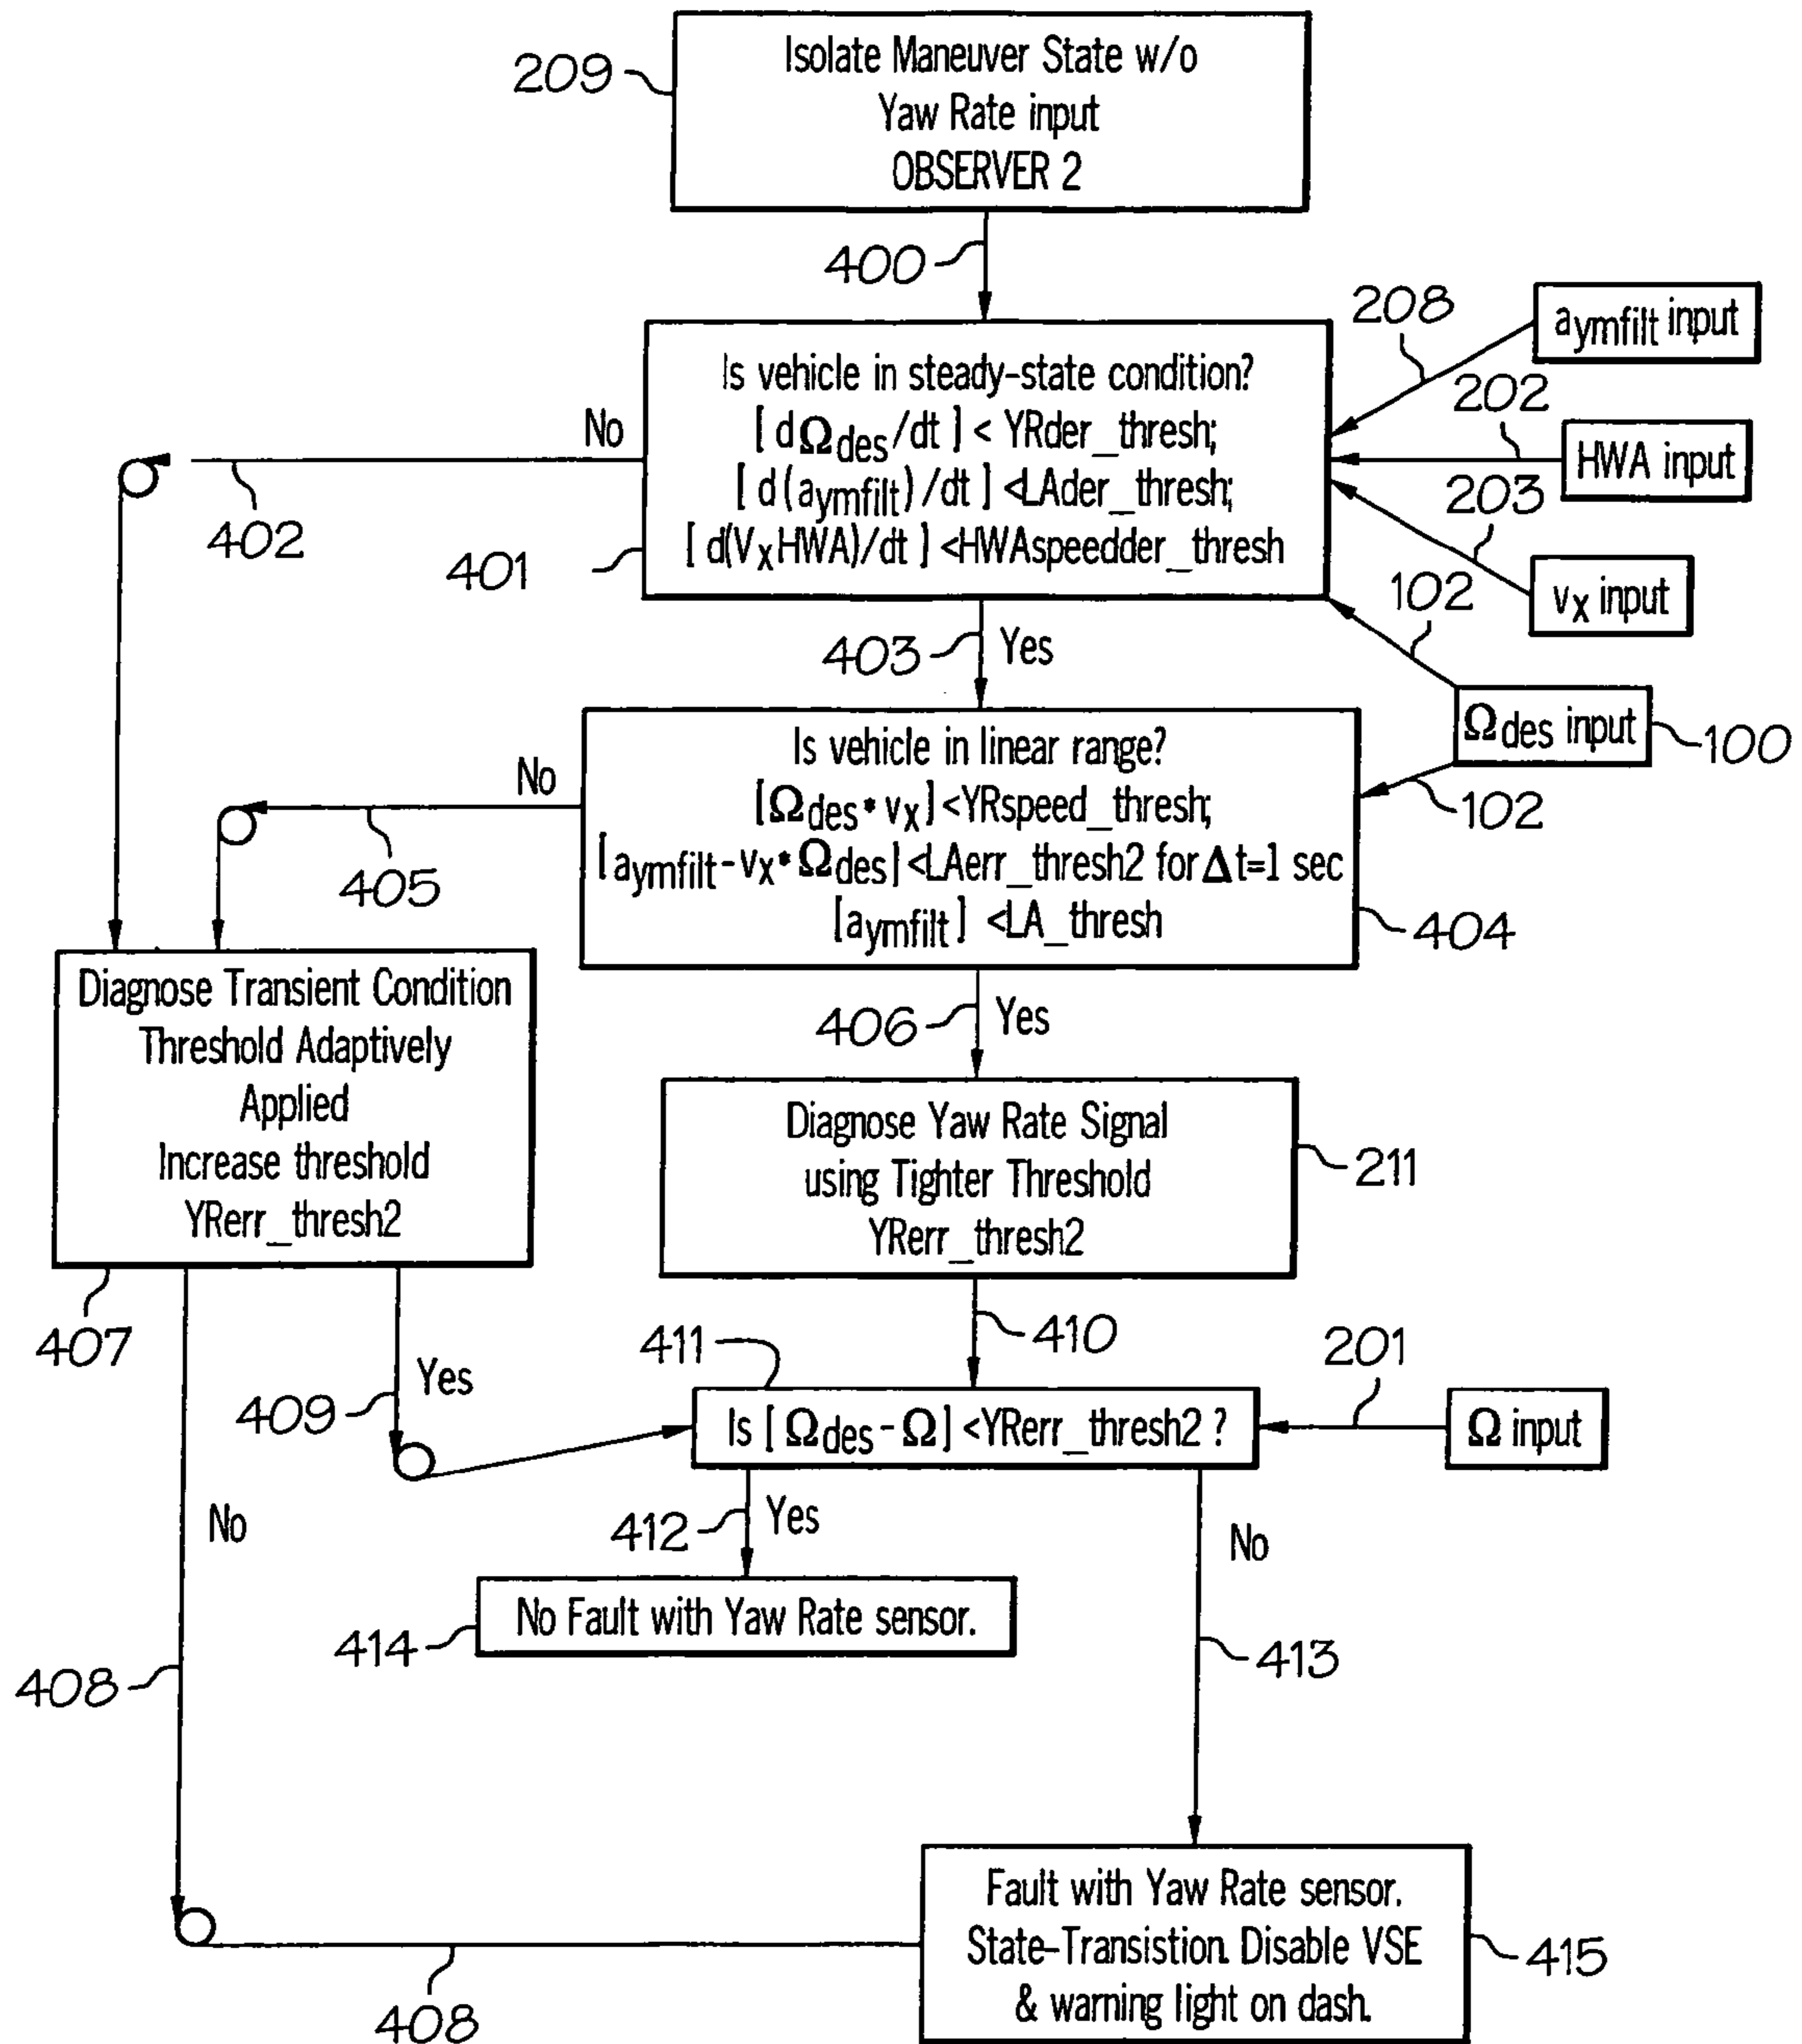 Isolate Maneuver State w/o
Yaw Rate input
OBSERVER 2
209
400
208
aymfilt input
202
HWA input
203
vx input
102
Ωdes input
100
102
Is vehicle in steady-state condition?
[ dΩdes/dt ] < YRder_thresh;
[ d(aymfilt)/dt ] <LAder_thresh;
[ d(VxHWA)/dt ] <HWAspeedder_thresh
No
402
401
403
Yes
Is vehicle in linear range?
[Ωdes*vx] <YRspeed_thresh;
[aymfilt-vx*Ωdes] <LAerr_thresh2 for Δt=1 sec
[aymfilt] <LA_thresh
No
405
404
406
Yes
Diagnose Transient Condition
Threshold Adaptively
Applied
Increase threshold
YRerr_thresh2
407
Diagnose Yaw Rate Signal
using Tighter Threshold
YRerr_thresh2
211
410
411
409
Yes
Is [ Ωdes-Ω] <YRerr_thresh2 ?
201
Ω input
No
412
Yes
No
No Fault with Yaw Rate sensor.
414
413
408
Fault with Yaw Rate sensor.
State-Transistion. Disable VSE
& warning light on dash.
415
408